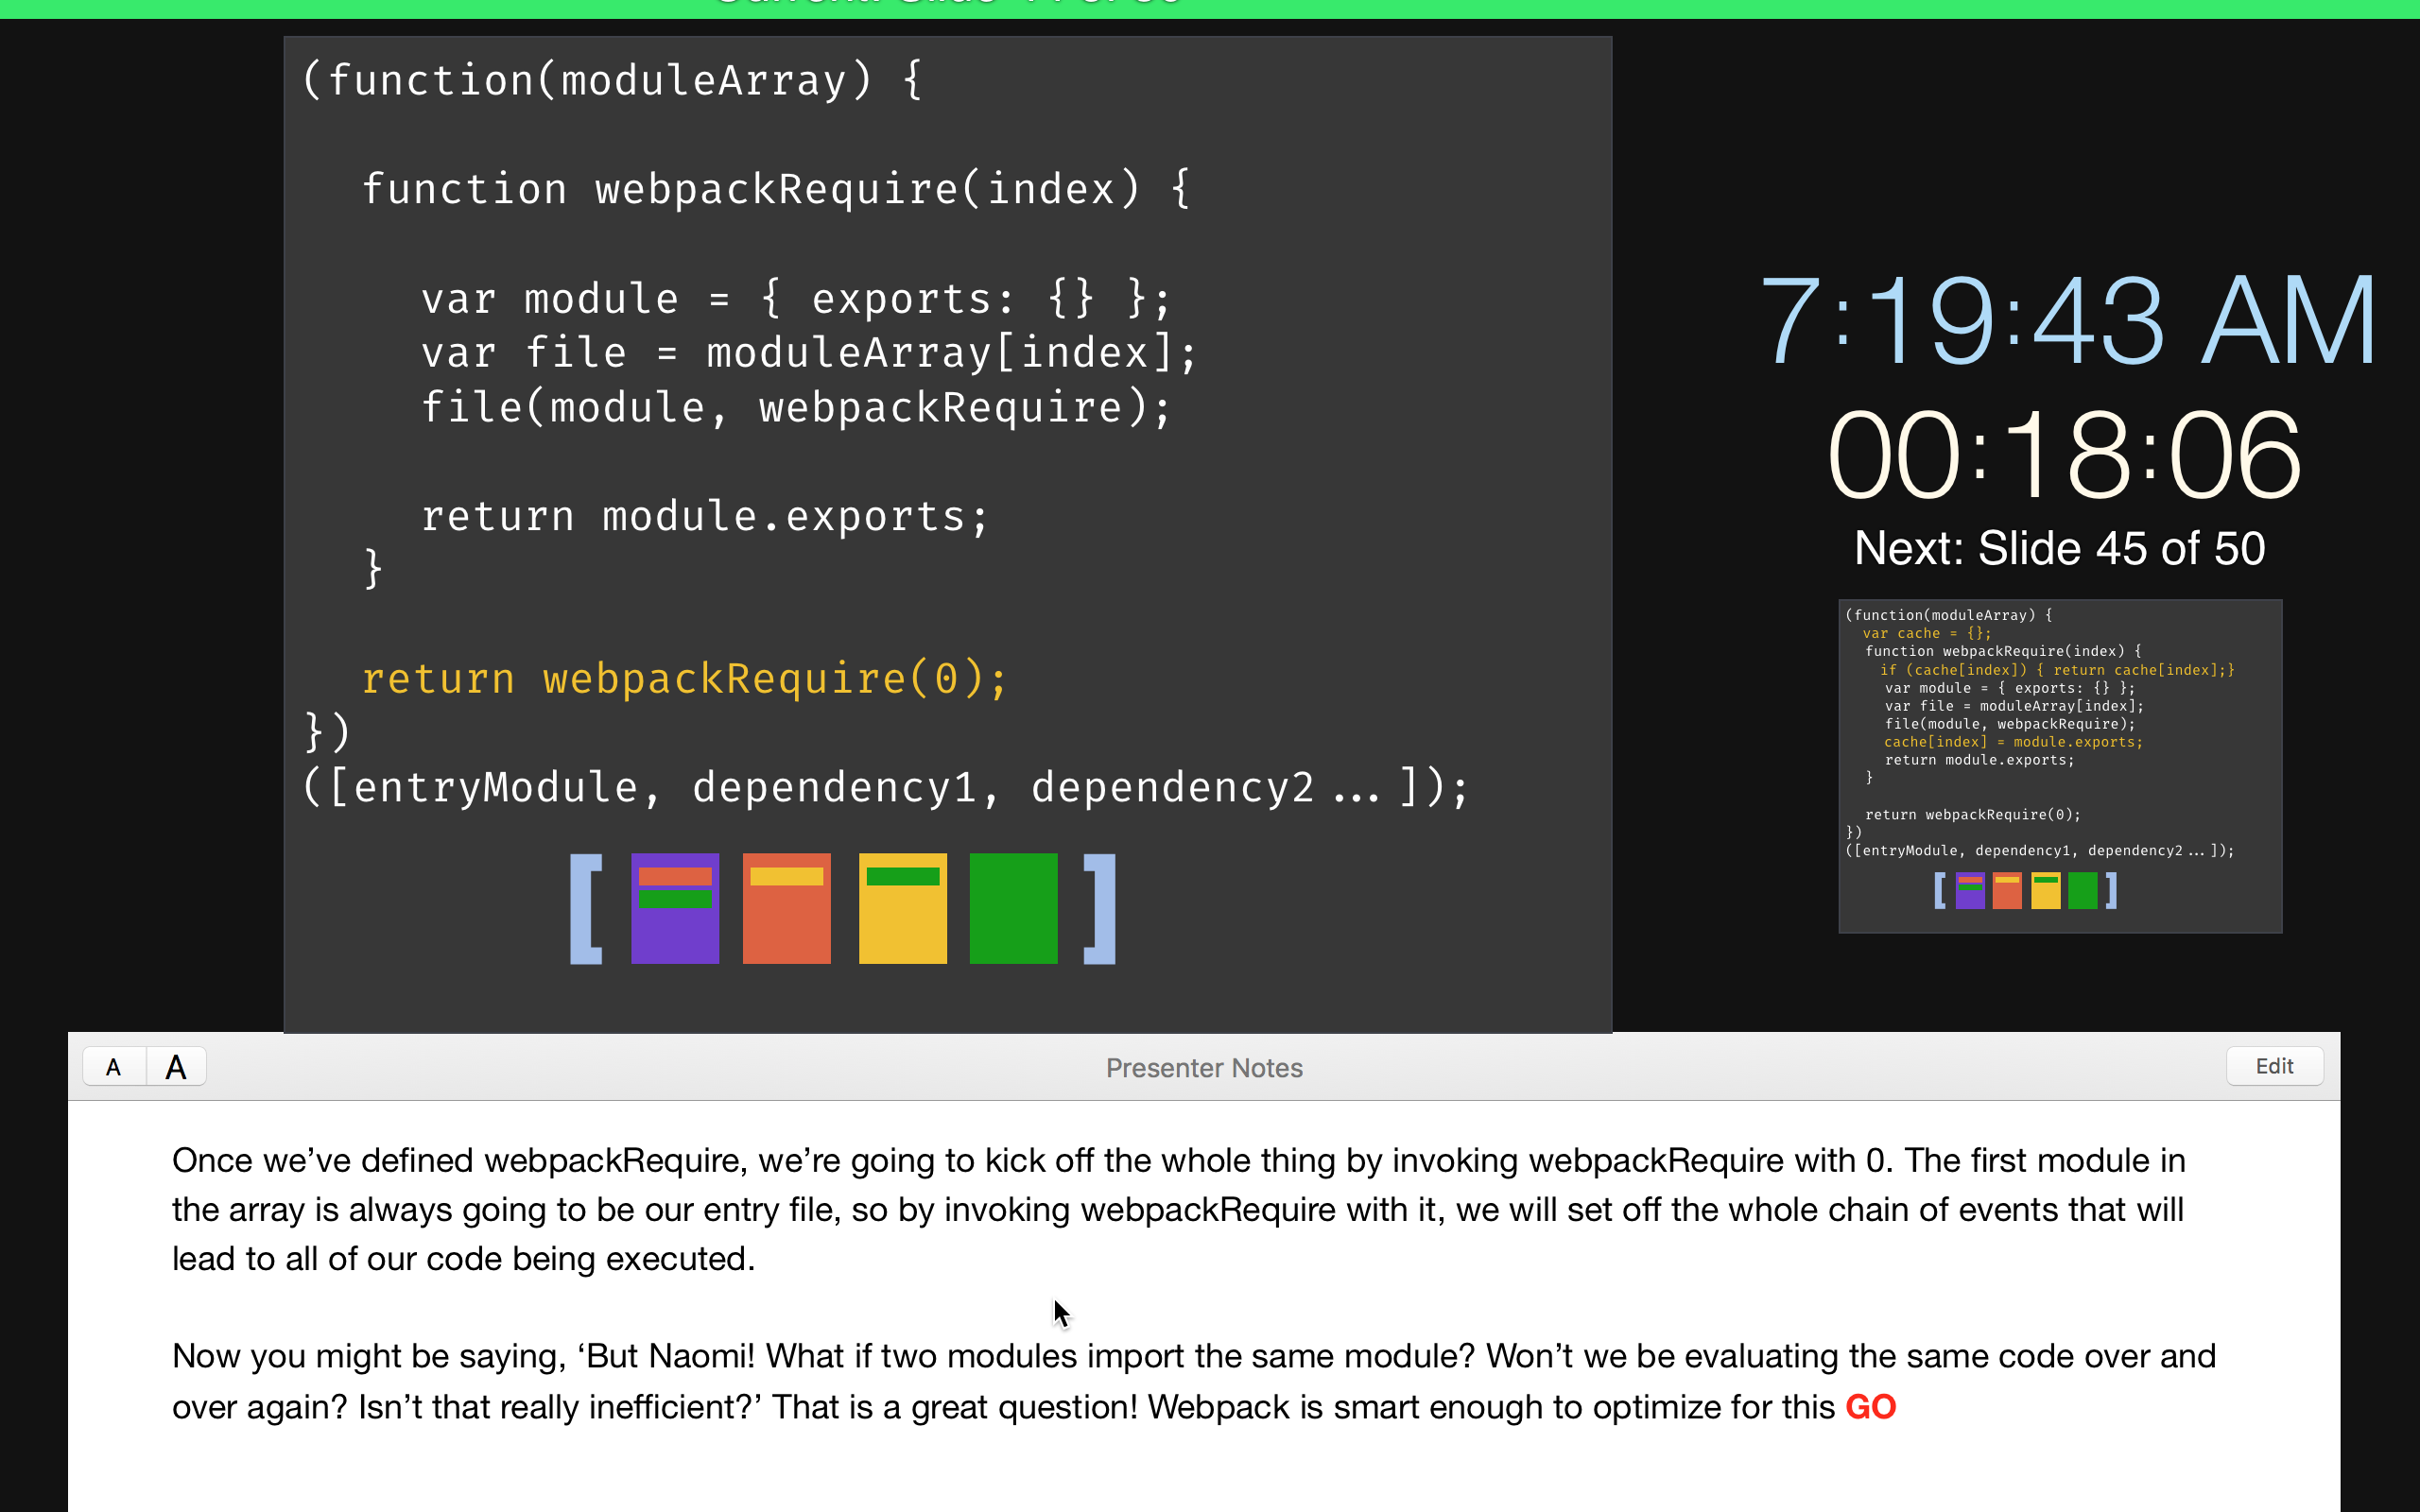 Current: Slide 44 of 50
(function(moduleArray) {
function webpackRequire(index) {
var module = { exports: {} };
var file = moduleArray[index];
file(module, webpackRequire);
return module.exports;
}
return webpackRequire(0);
})
([entryModule, dependency1, dependency2...]);
[ ]
7:19:43 AM
00:18:06
Next: Slide 45 of 50
(function(moduleArray) {
var cache = {};
function webpackRequire(index) {
if (cache[index]) { return cache[index];}
var module = { exports: {} };
var file = moduleArray[index];
file(module, webpackRequire);
cache[index] = module.exports;
return module.exports;
}
return webpackRequire(0);
})
([entryModule, dependency1, dependency2...]);
[ ]
A A
Presenter Notes
Edit
Once we’ve defined webpackRequire, we’re going to kick off the whole thing by invoking webpackRequire with 0. The first module in
the array is always going to be our entry file, so by invoking webpackRequire with it, we will set off the whole chain of events that will
lead to all of our code being executed.
Now you might be saying, ‘But Naomi! What if two modules import the same module? Won’t we be evaluating the same code over and
over again? Isn’t that really inefficient?’ That is a great question! Webpack is smart enough to optimize for this GO